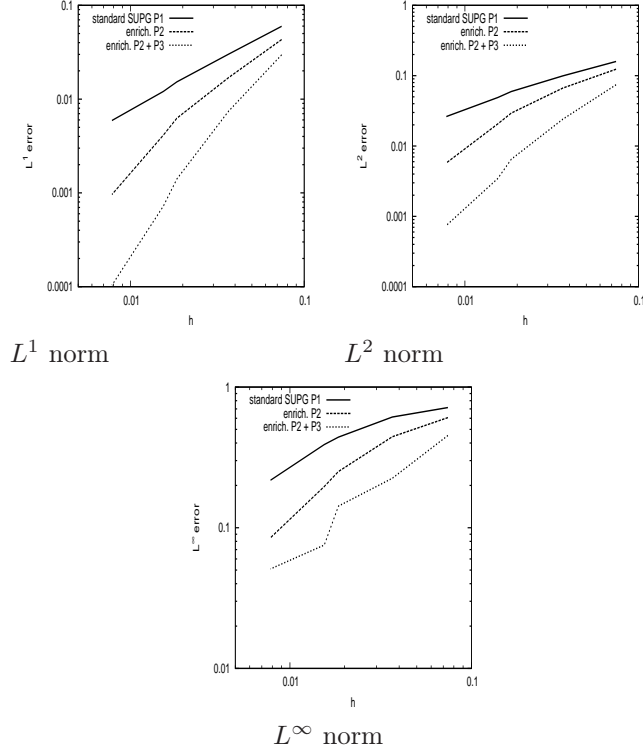 0.1
0.01
0.001
0.0001
0.01
0.1
L¹ error
h
standard SUPG P1
enrich. P2
enrich. P2 + P3
L¹ norm
1
0.1
0.01
0.001
0.0001
0.01
0.1
L² error
h
standard SUPG P1
enrich. P2
enrich. P2 + P3
L² norm
1
0.1
0.01
0.01
0.1
L∞ error
h
standard SUPG P1
enrich. P2
enrich. P2 + P3
L∞ norm